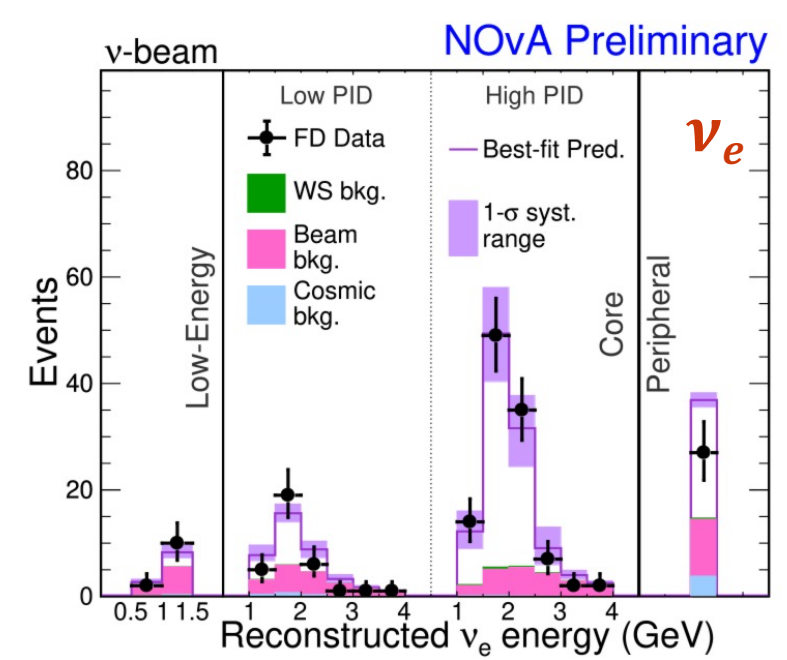 ν-beam
NOνA Preliminary
Low PID
High PID
νe
FD Data
Best-fit Pred.
WS bkg.
1-σ syst.
range
Beam
bkg.
Cosmic
bkg.
Low-Energy
Core
Peripheral
Events
80
60
40
20
0
0.5 1 1.5
1 2 3 4
1 2 3 4
Reconstructed νe energy (GeV)